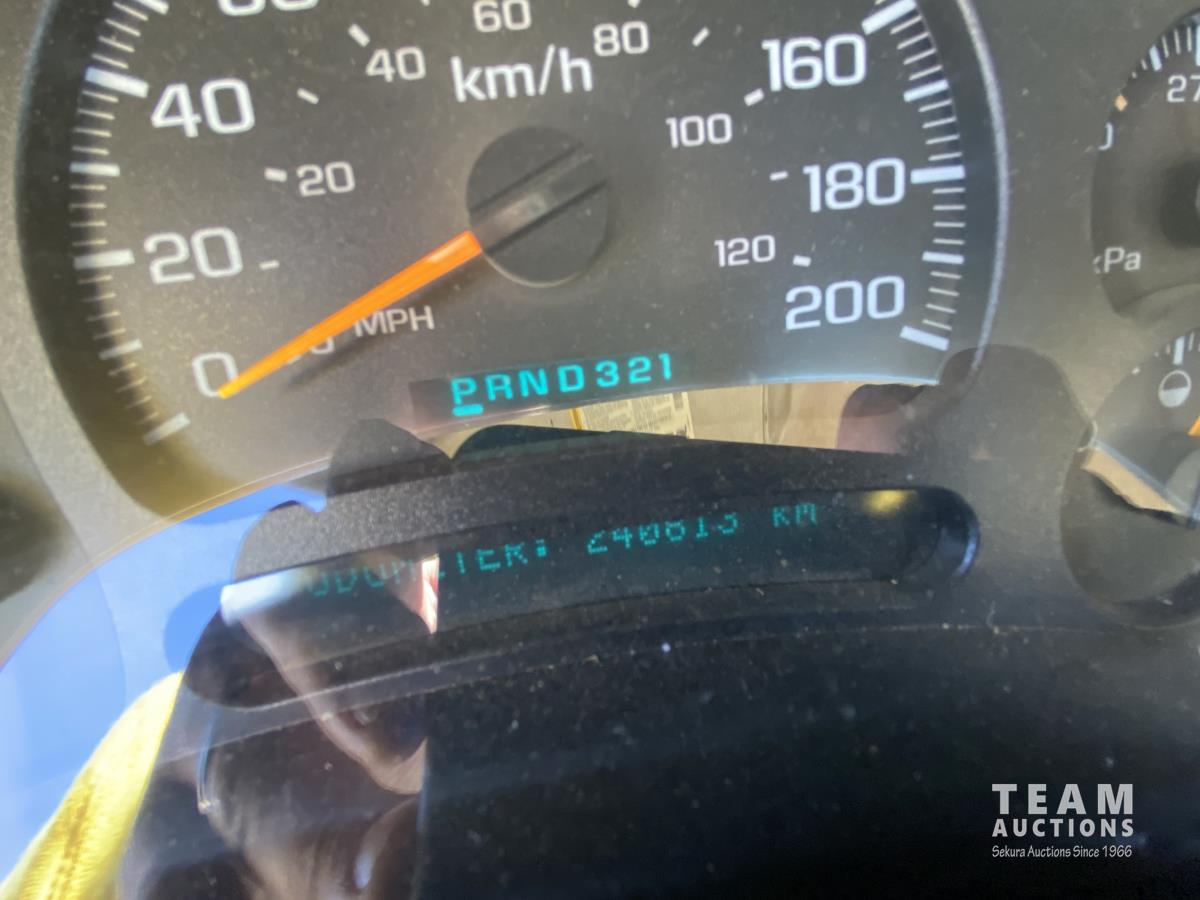 60
80
km/h
40
160
40
100
20
180
20
120
200
MPH
0
PRND321
kPa
ODOMETER: 240813 KM
TEAM
AUCTIONS
Sekura Auctions Since 1966